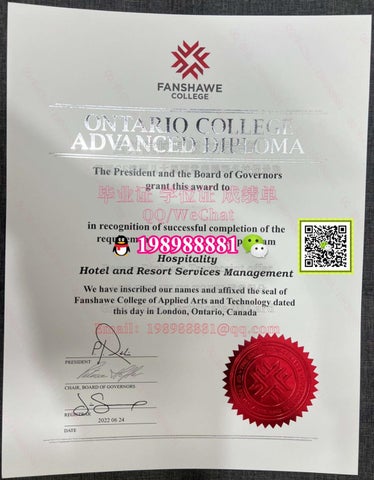 FANSHAWE
COLLEGE
ONTARIO COLLEGE
ADVANCED DIPLOMA
The President and the Board of Governors
grant this award to
毕业证 学位证 成绩单
QQ/WeChat
in recognition of successful completion of the
198988881
Hospitality
Hotel and Resort Services Management
We have inscribed our names and affixed the seal of
Fanshawe College of Applied Arts and Technology dated
this day in London, Ontario, Canada
Email: 198988881@qq.com
PRESIDENT
CHAIR, BOARD OF GOVERNORS
REGISTRAR
2022 06 24
DATE